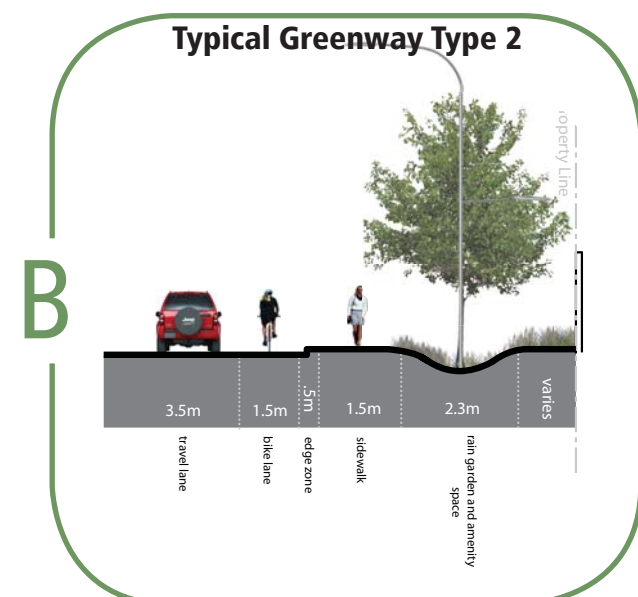 Typical Greenway Type 2
operty Line
B
3.5m
1.5m
.5m
1.5m
2.3m
varies
travel lane
bike lane
edge zone
sidewalk
rain garden and amenity
space